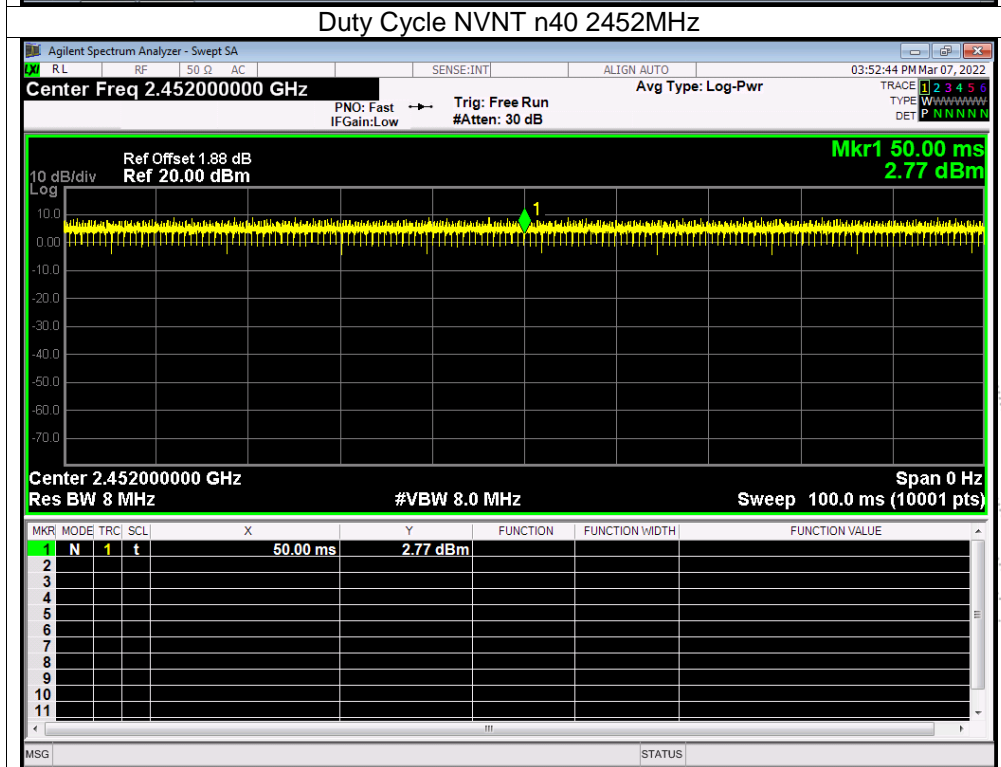 Duty Cycle NVNT n40 2452MHz
Agilent Spectrum Analyzer - Swept SA
LXI RL RF 50 Ω AC SENSE:INT ALIGN AUTO 03:52:44 PM Mar 07, 2022
Center Freq 2.452000000 GHz Avg Type: Log-Pwr TRACE 1 2 3 4 5 6
PNO: Fast Trig: Free Run TYPE WWWWWW
IFGain:Low #Atten: 30 dB DET P N N N N N
Mkr1 50.00 ms
Ref Offset 1.88 dB
10 dB/div Ref 20.00 dBm 2.77 dBm
Log
1
10.0
0.00
-10.0
-20.0
-30.0
-40.0
-50.0
-60.0
-70.0
Center 2.452000000 GHz Span 0 Hz
Res BW 8 MHz #VBW 8.0 MHz Sweep 100.0 ms (10001 pts)
MKR MODE TRC SCL X Y FUNCTION FUNCTION WIDTH FUNCTION VALUE
1 N 1 t 50.00 ms 2.77 dBm
2
3
4
5
6
7
8
9
10
11
MSG STATUS